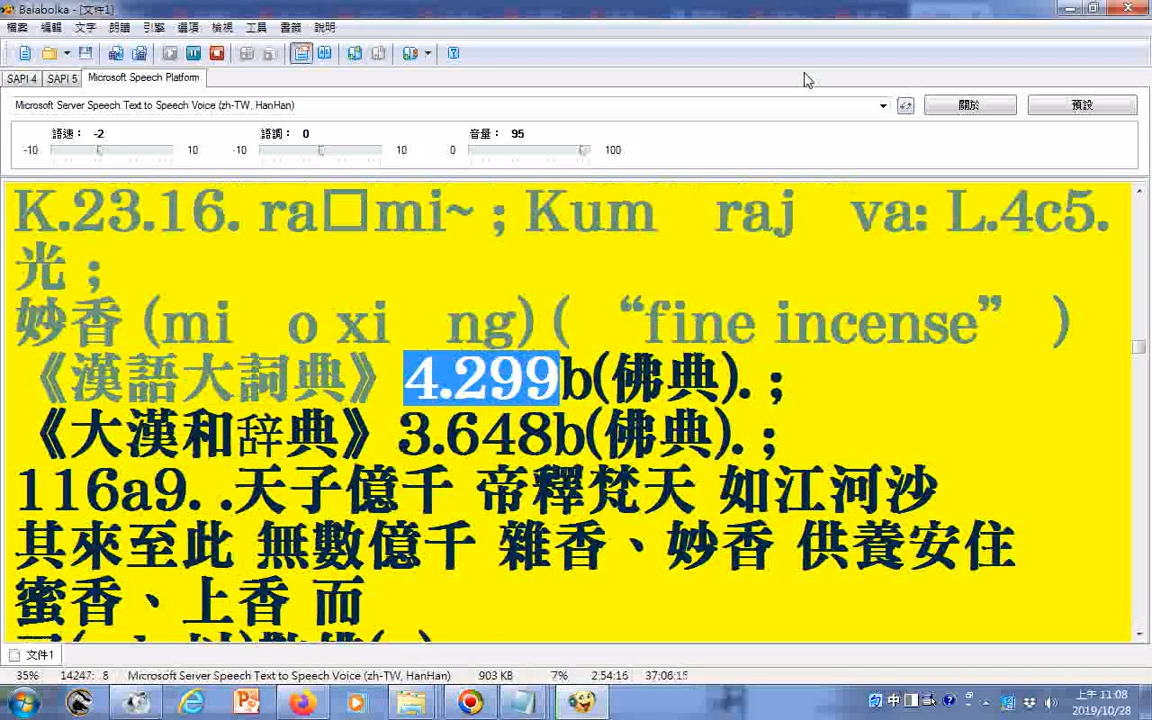 Balabolka - [文件1]
檔案 編輯 文字 朗讀 引擎 選項 檢視 工具 書籤 說明
SAPI 4 SAPI 5 Microsoft Speech Platform
Microsoft Server Speech Text to Speech Voice (zh-TW, HanHan)
關於 預設
語速： -2 語調： 0 音量： 95
-10 10 -10 10 0 100
K.23.16. ra□mi~ ; Kum raj va: L.4c5.
光 ;
妙香 (mi o xi ng) ( “fine incense” )
《漢語大詞典》 4.299b(佛典). ;
《大漢和辞典》 3.648b(佛典). ;
116a9. .天子億千 帝釋梵天 如江河沙
其來至此 無數億千 雜香、妙香 供養安住
蜜香、上香 而
文件1
35% 14247: 8 Microsoft Server Speech Text to Speech Voice (zh-TW, HanHan) 903 KB 7% 2:54:16 37:06:15
中
上午 11:08
2019/10/28